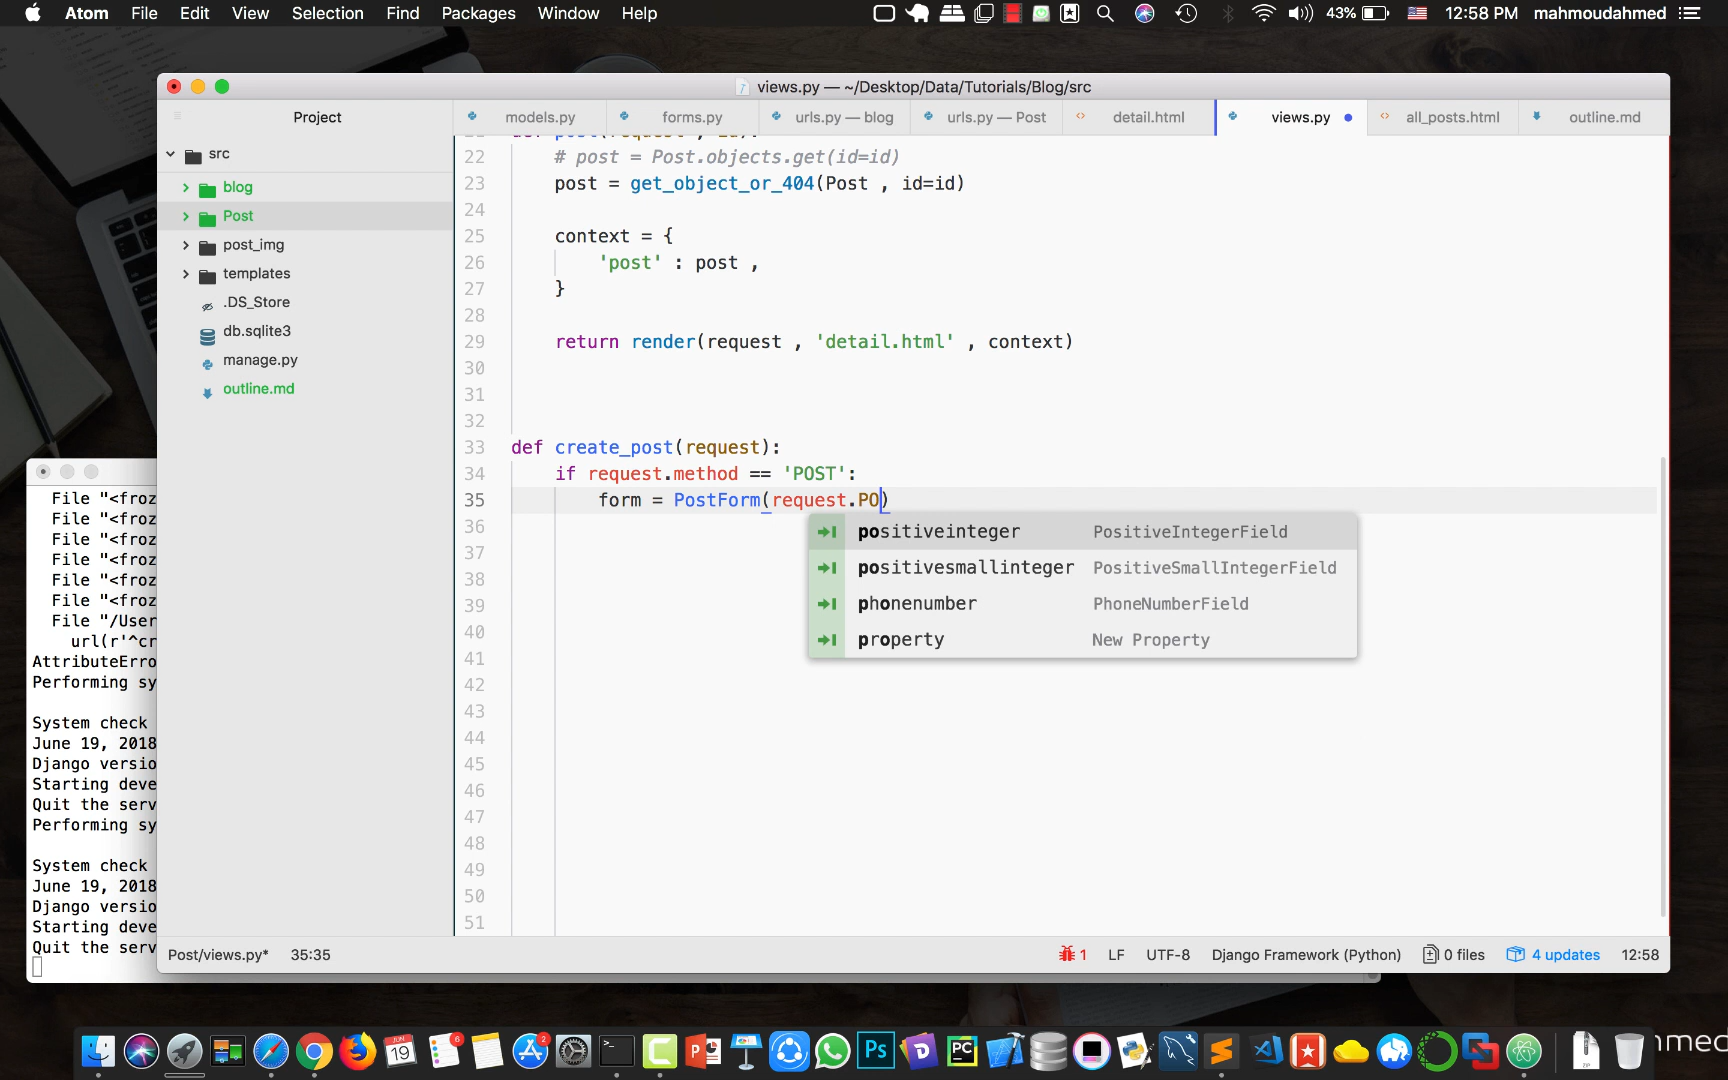 Atom File Edit View Selection Find Packages Window Help 43% 12:58 PM mahmoudahmed
views.py — ~/Desktop/Data/Tutorials/Blog/src
Project
models.py forms.py urls.py — blog urls.py — Post detail.html views.py all_posts.html outline.md
src
blog
Post
post_img
templates
.DS_Store
db.sqlite3
manage.py
outline.md
22 # post = Post.objects.get(id=id)
23 post = get_object_or_404(Post , id=id)
24
25 context = {
26 'post' : post ,
27 }
28
29 return render(request , 'detail.html' , context)
30
31
32
33 def create_post(request):
34 if request.method == 'POST':
35 form = PostForm(request.PO)
36
37
38
39
40
41
42
43
44
45
46
47
48
49
50
51
positiveinteger PositiveIntegerField
positivesmallinteger PositiveSmallIntegerField
phonenumber PhoneNumberField
property New Property
File "<froz
File "<froz
File "<froz
File "<froz
File "<froz
File "<froz
File "/User
url(r'^cr
AttributeErro
Performing sy
System check
June 19, 2018
Django versio
Starting deve
Quit the serv
Performing sy
System check
June 19, 2018
Django versio
Starting deve
Quit the serv
Post/views.py* 35:35 1 LF UTF-8 Django Framework (Python) 0 files 4 updates 12:58